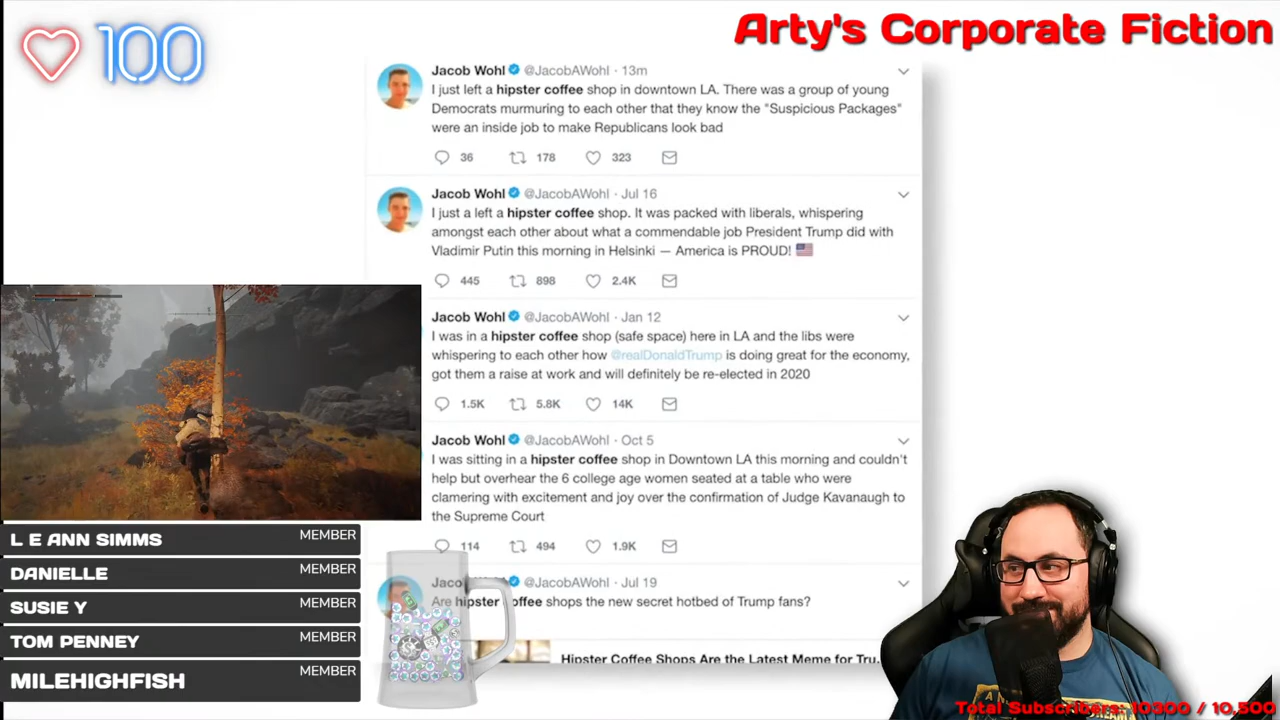 100
Arty's Corporate Fiction
Jacob Wohl @JacobAWohl · 13m
I just left a hipster coffee shop in downtown LA. There was a group of young
Democrats murmuring to each other that they know the "Suspicious Packages"
were an inside job to make Republicans look bad
36 178 323
Jacob Wohl @JacobAWohl · Jul 16
I just a left a hipster coffee shop. It was packed with liberals, whispering
amongst each other about what a commendable job President Trump did with
Vladimir Putin this morning in Helsinki — America is PROUD!
445 898 2.4K
Jacob Wohl @JacobAWohl · Jan 12
I was in a hipster coffee shop (safe space) here in LA and the libs were
whispering to each other how @realDonaldTrump is doing great for the economy,
got them a raise at work and will definitely be re-elected in 2020
1.5K 5.8K 14K
Jacob Wohl @JacobAWohl · Oct 5
I was sitting in a hipster coffee shop in Downtown LA this morning and couldn't
help but overhear the 6 college age women seated at a table who were
clamering with excitement and joy over the confirmation of Judge Kavanaugh to
the Supreme Court
114 494 1.9K
Jacob @JacobAWohl · Jul 19
Are hipster coffee shops the new secret hotbed of Trump fans?
Hipster Coffee Shops Are the Latest Meme for Tru...
L E ANN SIMMS MEMBER
DANIELLE MEMBER
SUSIE Y MEMBER
TOM PENNEY MEMBER
MILEHIGHFISH MEMBER
Total Subscribers: 10300 / 10,500